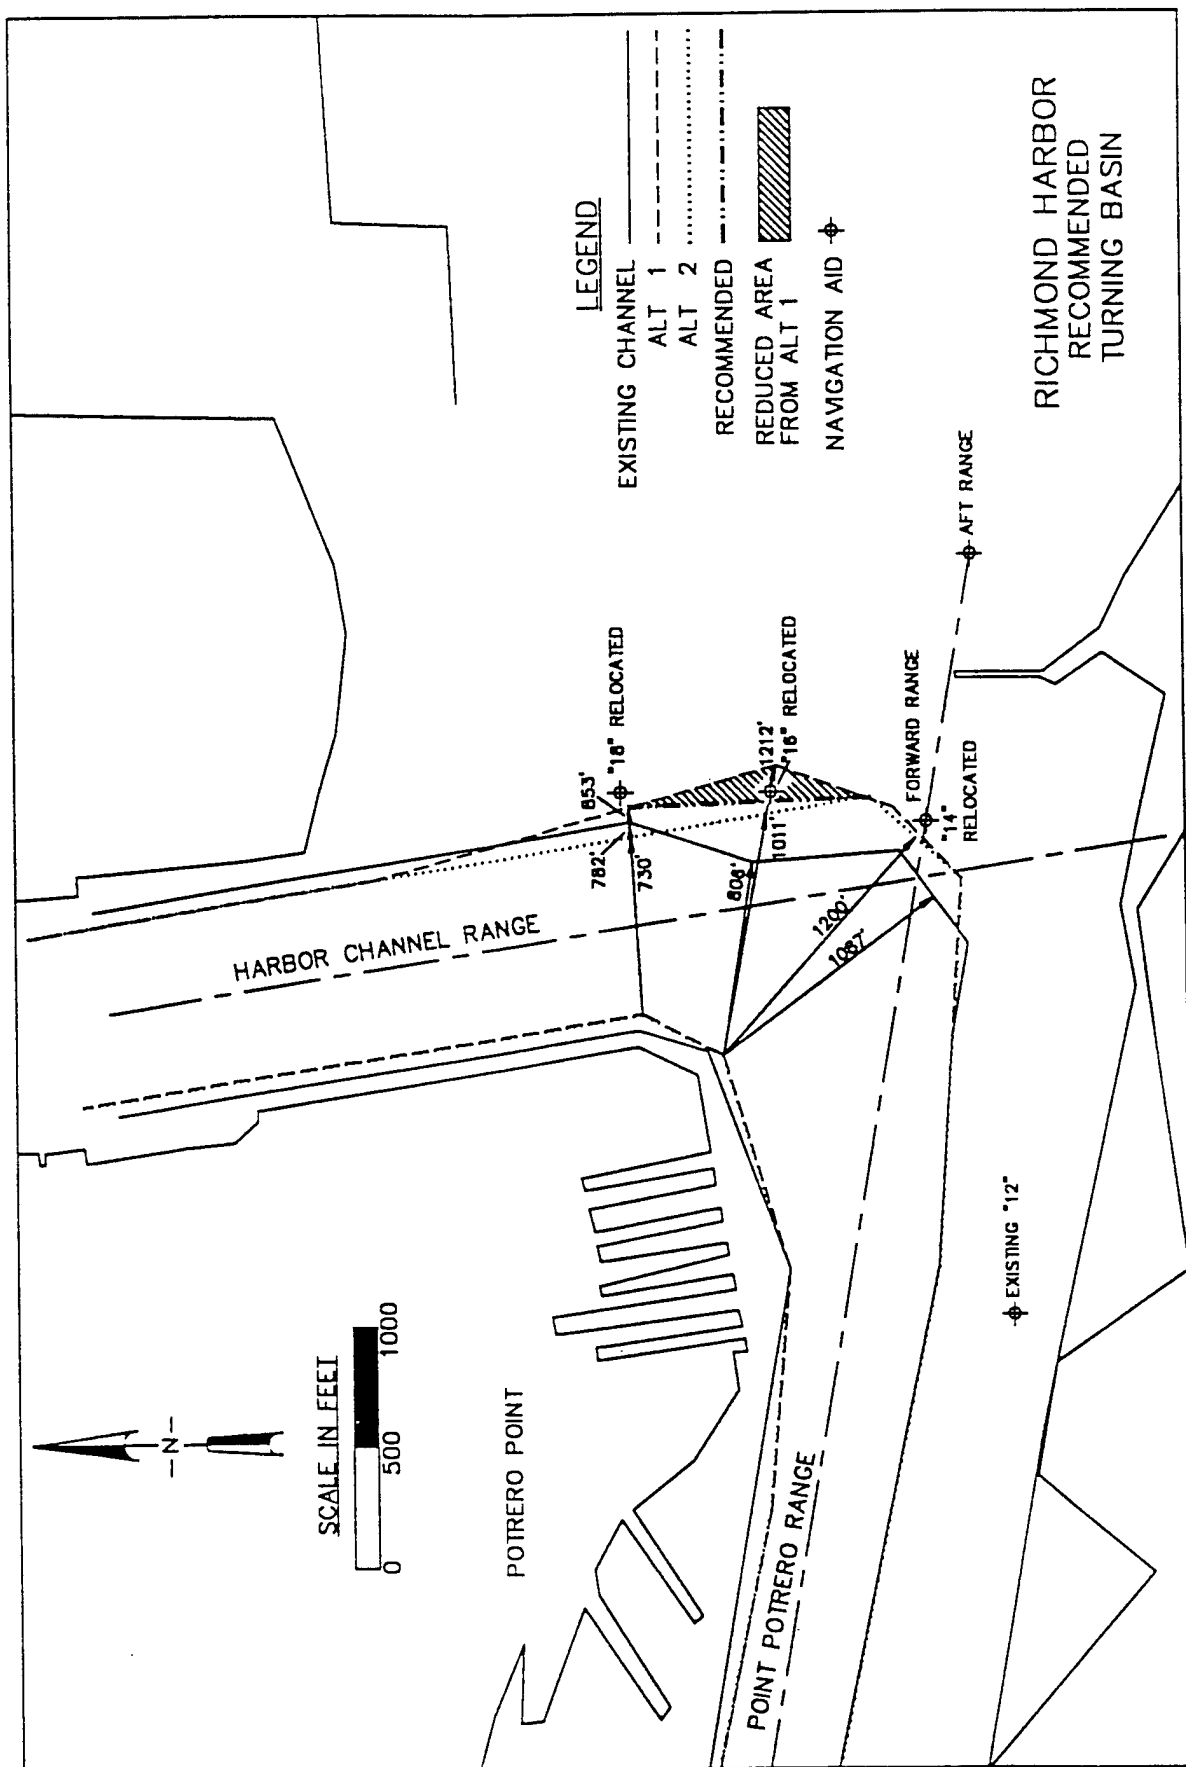 SCALE IN FEET
0 500 1000
-N-
POTRERO POINT
HARBOR CHANNEL RANGE
POINT POTRERO RANGE
EXISTING "12"
782'
853'
730'
"18" RELOCATED
806'
1011'
1212'
"16" RELOCATED
1200'
1087'
FORWARD RANGE
"14"
RELOCATED
AFT RANGE
LEGEND
EXISTING CHANNEL
ALT 1
ALT 2
RECOMMENDED
REDUCED AREA
FROM ALT 1
NAVIGATION AID
RICHMOND HARBOR
RECOMMENDED
TURNING BASIN